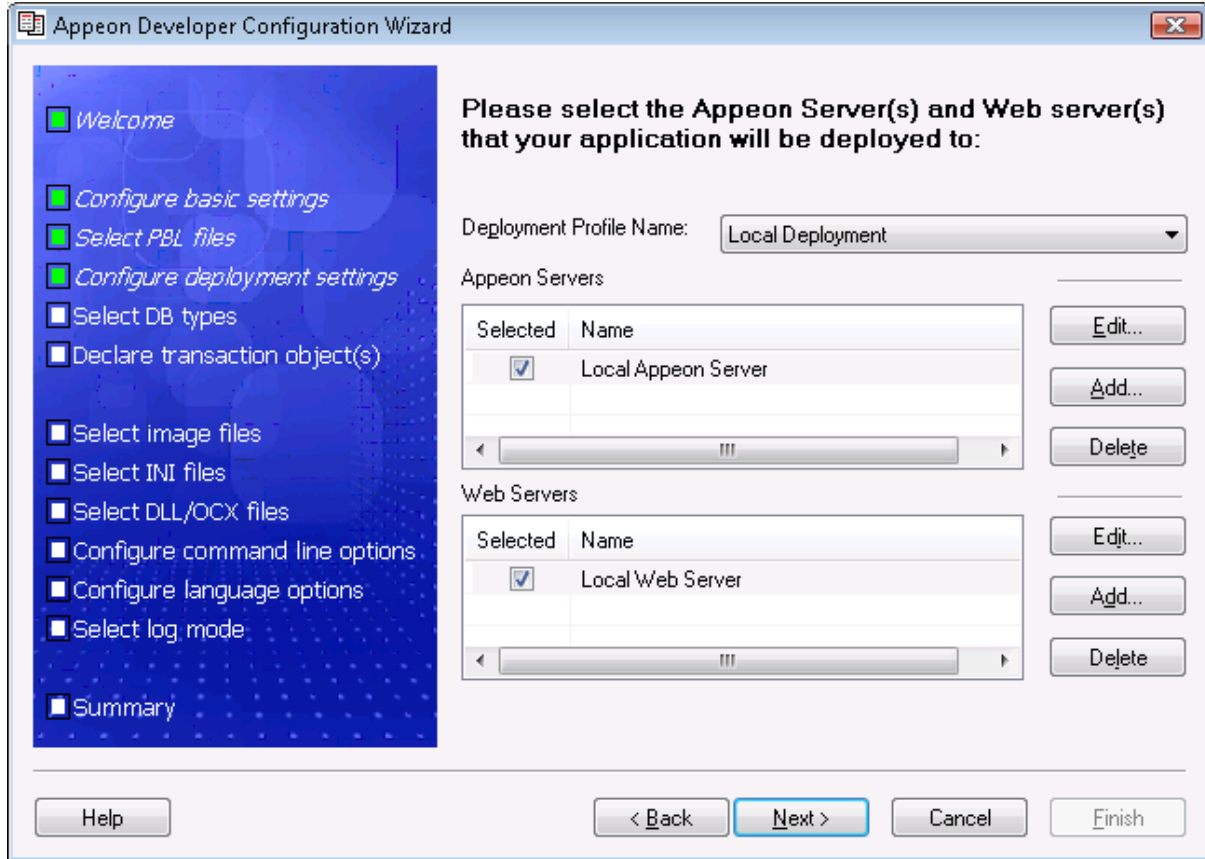 Appeon Developer Configuration Wizard
Welcome
Configure basic settings
Select PBL files
Configure deployment settings
Select DB types
Declare transaction object(s)
Select image files
Select INI files
Select DLL/OCX files
Configure command line options
Configure language options
Select log mode
Summary
Please select the Appeon Server(s) and Web server(s)
that your application will be deployed to:
Deployment Profile Name: Local Deployment
Appeon Servers
Selected Name
Local Appeon Server
Edit...
Add...
Delete
Web Servers
Selected Name
Local Web Server
Edit...
Add...
Delete
Help < Back Next > Cancel Finish